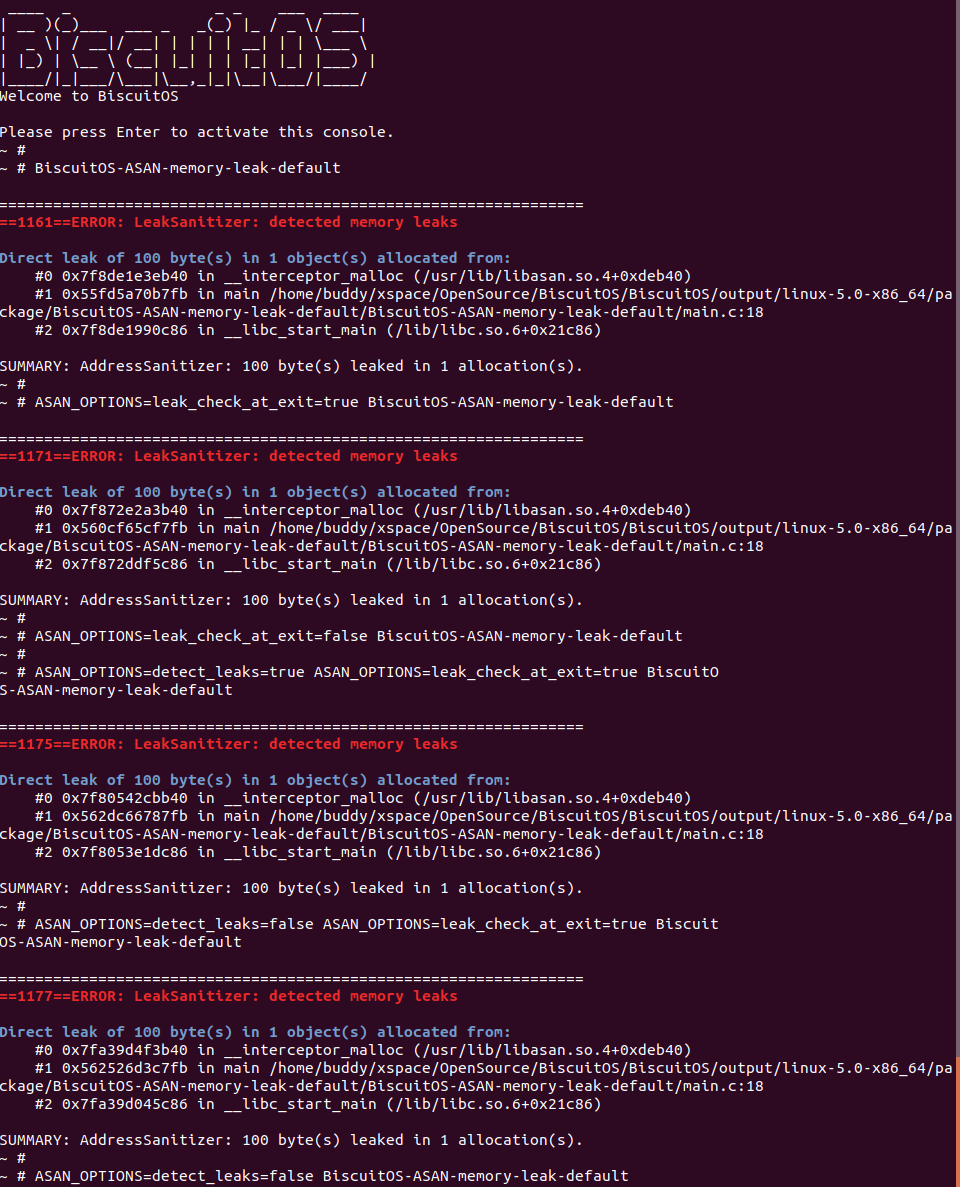 BiscuitOS
Welcome to BiscuitOS
Please press Enter to activate this console.
~ #
~ # BiscuitOS-ASAN-memory-leak-default
=================================================================
==1161==ERROR: LeakSanitizer: detected memory leaks
Direct leak of 100 byte(s) in 1 object(s) allocated from:
#0 0x7f8de1e3eb40 in __interceptor_malloc (/usr/lib/libasan.so.4+0xdeb40)
#1 0x55fd5a70b7fb in main /home/buddy/xspace/OpenSource/BiscuitOS/BiscuitOS/output/linux-5.0-x86_64/pa
ckage/BiscuitOS-ASAN-memory-leak-default/BiscuitOS-ASAN-memory-leak-default/main.c:18
#2 0x7f8de1990c86 in __libc_start_main (/lib/libc.so.6+0x21c86)
SUMMARY: AddressSanitizer: 100 byte(s) leaked in 1 allocation(s).
~ #
~ # ASAN_OPTIONS=leak_check_at_exit=true BiscuitOS-ASAN-memory-leak-default
=================================================================
==1171==ERROR: LeakSanitizer: detected memory leaks
Direct leak of 100 byte(s) in 1 object(s) allocated from:
#0 0x7f872e2a3b40 in __interceptor_malloc (/usr/lib/libasan.so.4+0xdeb40)
#1 0x560cf65cf7fb in main /home/buddy/xspace/OpenSource/BiscuitOS/BiscuitOS/output/linux-5.0-x86_64/pa
ckage/BiscuitOS-ASAN-memory-leak-default/BiscuitOS-ASAN-memory-leak-default/main.c:18
#2 0x7f872ddf5c86 in __libc_start_main (/lib/libc.so.6+0x21c86)
SUMMARY: AddressSanitizer: 100 byte(s) leaked in 1 allocation(s).
~ #
~ # ASAN_OPTIONS=leak_check_at_exit=false BiscuitOS-ASAN-memory-leak-default
~ #
~ # ASAN_OPTIONS=detect_leaks=true ASAN_OPTIONS=leak_check_at_exit=true BiscuitO
S-ASAN-memory-leak-default
=================================================================
==1175==ERROR: LeakSanitizer: detected memory leaks
Direct leak of 100 byte(s) in 1 object(s) allocated from:
#0 0x7f80542cbb40 in __interceptor_malloc (/usr/lib/libasan.so.4+0xdeb40)
#1 0x562dc66787fb in main /home/buddy/xspace/OpenSource/BiscuitOS/BiscuitOS/output/linux-5.0-x86_64/pa
ckage/BiscuitOS-ASAN-memory-leak-default/BiscuitOS-ASAN-memory-leak-default/main.c:18
#2 0x7f8053e1dc86 in __libc_start_main (/lib/libc.so.6+0x21c86)
SUMMARY: AddressSanitizer: 100 byte(s) leaked in 1 allocation(s).
~ #
~ # ASAN_OPTIONS=detect_leaks=false ASAN_OPTIONS=leak_check_at_exit=true Biscuit
OS-ASAN-memory-leak-default
=================================================================
==1177==ERROR: LeakSanitizer: detected memory leaks
Direct leak of 100 byte(s) in 1 object(s) allocated from:
#0 0x7fa39d4f3b40 in __interceptor_malloc (/usr/lib/libasan.so.4+0xdeb40)
#1 0x562526d3c7fb in main /home/buddy/xspace/OpenSource/BiscuitOS/BiscuitOS/output/linux-5.0-x86_64/pa
ckage/BiscuitOS-ASAN-memory-leak-default/BiscuitOS-ASAN-memory-leak-default/main.c:18
#2 0x7fa39d045c86 in __libc_start_main (/lib/libc.so.6+0x21c86)
SUMMARY: AddressSanitizer: 100 byte(s) leaked in 1 allocation(s).
~ #
~ # ASAN_OPTIONS=detect_leaks=false BiscuitOS-ASAN-memory-leak-default